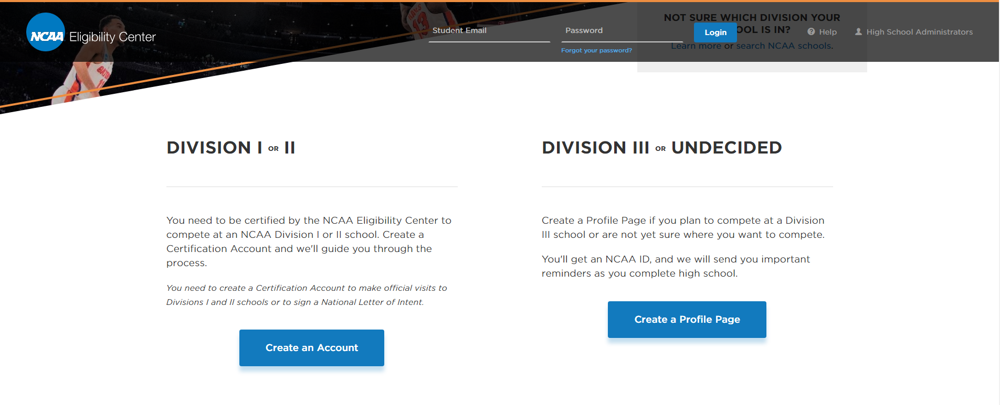 NCAA Eligibility Center
Student Email
Password
Forgot your password?
Login
NOT SURE WHICH DIVISION YOUR
OOL IS IN?
Learn more or search NCAA schools.
Help
High School Administrators
DIVISION I OR II
You need to be certified by the NCAA Eligibility Center to
compete at an NCAA Division I or II school. Create a
Certification Account and we'll guide you through the
process.
You need to create a Certification Account to make official visits to
Divisions I and II schools or to sign a National Letter of Intent.
Create an Account
DIVISION III OR UNDECIDED
Create a Profile Page if you plan to compete at a Division
III school or are not yet sure where you want to compete.
You'll get an NCAA ID, and we will send you important
reminders as you complete high school.
Create a Profile Page